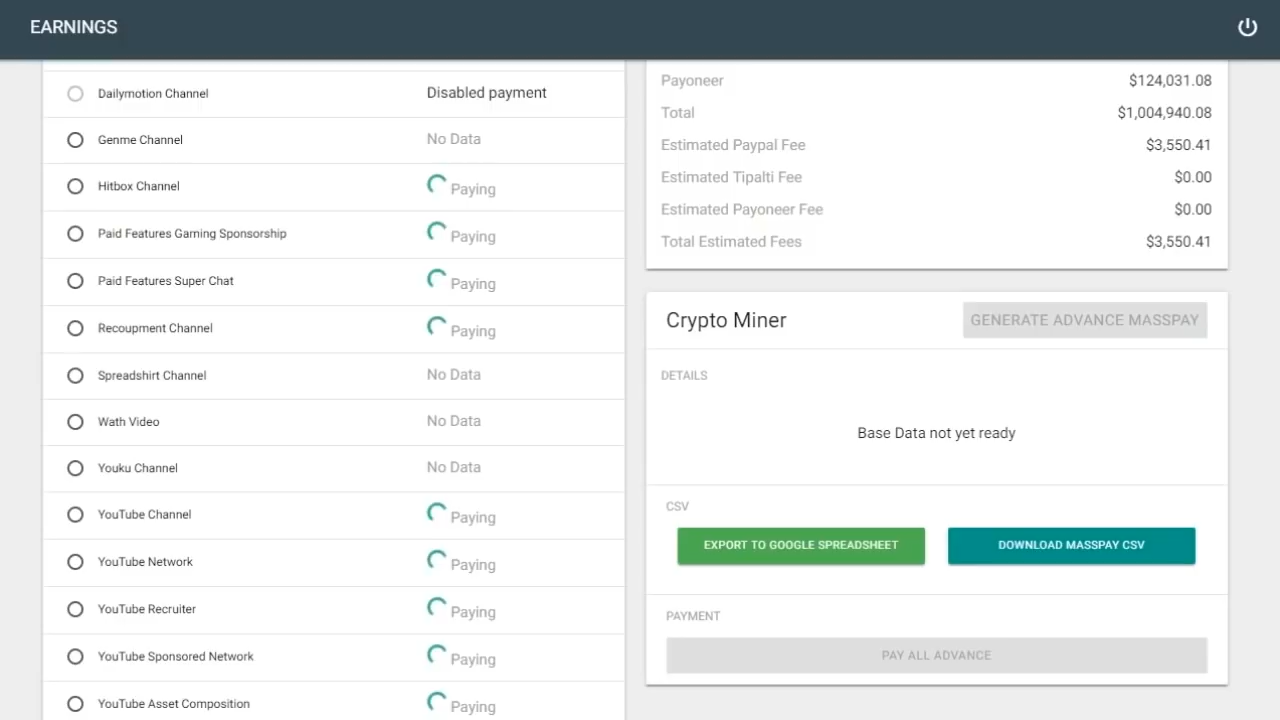 EARNINGS
Dailymotion Channel Disabled payment
Genme Channel No Data
Hitbox Channel Paying
Paid Features Gaming Sponsorship Paying
Paid Features Super Chat Paying
Recoupment Channel Paying
Spreadshirt Channel No Data
Wath Video No Data
Youku Channel No Data
YouTube Channel Paying
YouTube Network Paying
YouTube Recruiter Paying
YouTube Sponsored Network Paying
YouTube Asset Composition Paying
Payoneer $124,031.08
Total $1,004,940.08
Estimated Paypal Fee $3,550.41
Estimated Tipalti Fee $0.00
Estimated Payoneer Fee $0.00
Total Estimated Fees $3,550.41
Crypto Miner GENERATE ADVANCE MASSPAY
DETAILS
Base Data not yet ready
CSV
EXPORT TO GOOGLE SPREADSHEET DOWNLOAD MASSPAY CSV
PAYMENT
PAY ALL ADVANCE